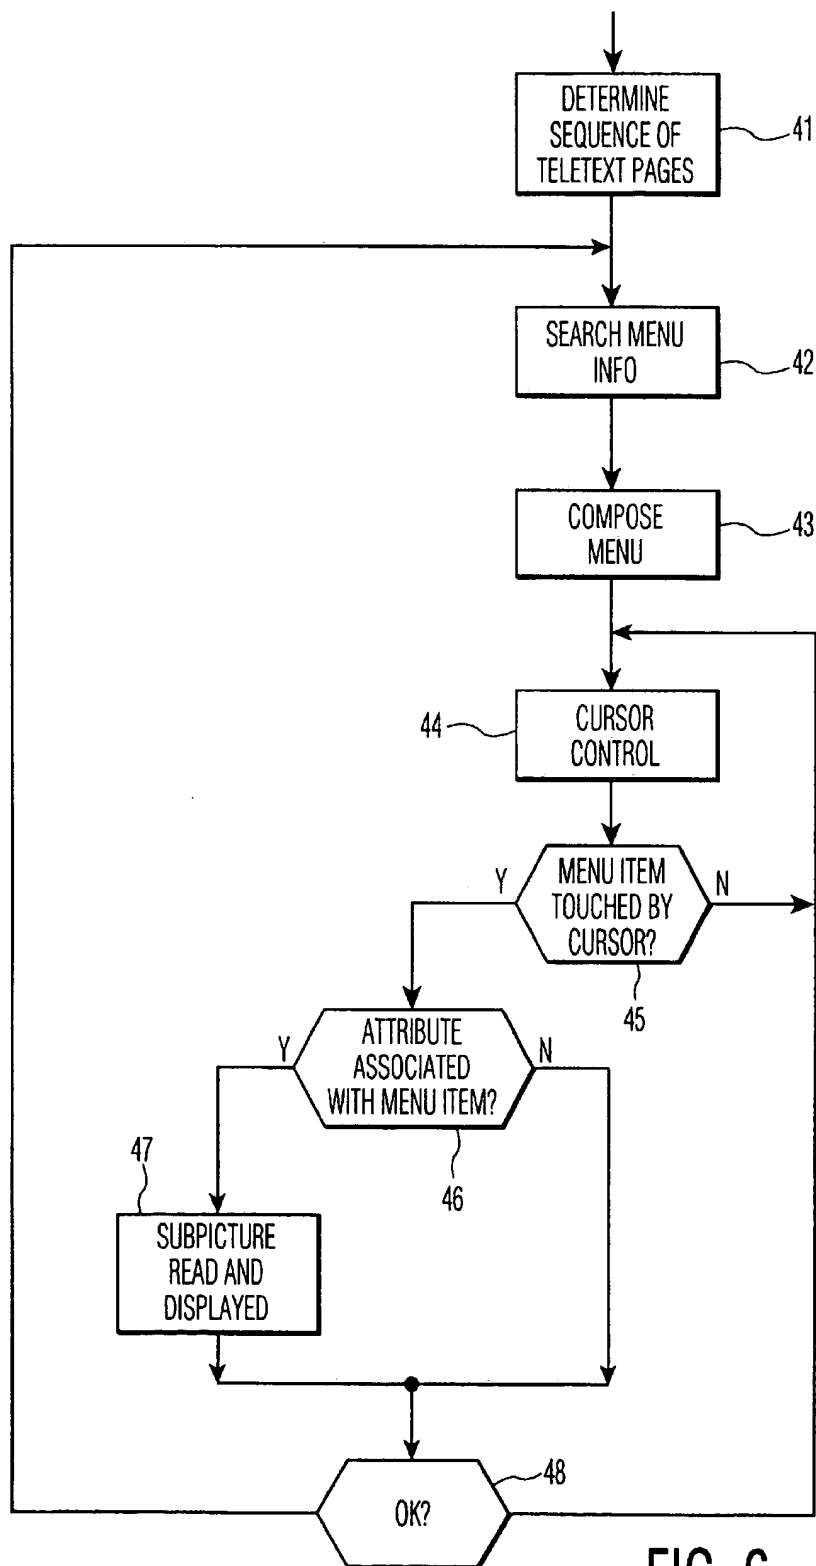 DETERMINE
SEQUENCE OF
TELETEXT PAGES
41
SEARCH MENU
INFO
42
COMPOSE
MENU
43
44
CURSOR
CONTROL
Y
MENU ITEM
TOUCHED BY
CURSOR?
N
45
Y
ATTRIBUTE
ASSOCIATED
WITH MENU ITEM?
N
46
47
SUBPICTURE
READ AND
DISPLAYED
48
OK?
FIG. 6